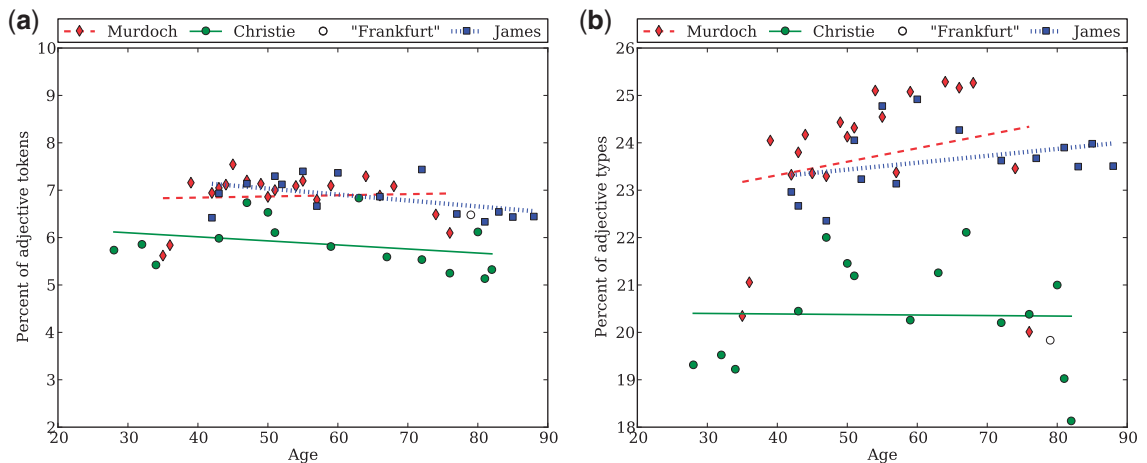 (a)
Murdoch Christie "Frankfurt" James
10
9
8
7
6
5
4
3
2
Percent of adjective tokens
20 30 40 50 60 70 80 90
Age
(b)
Murdoch Christie "Frankfurt" James
26
25
24
23
22
21
20
19
18
Percent of adjective types
20 30 40 50 60 70 80 90
Age